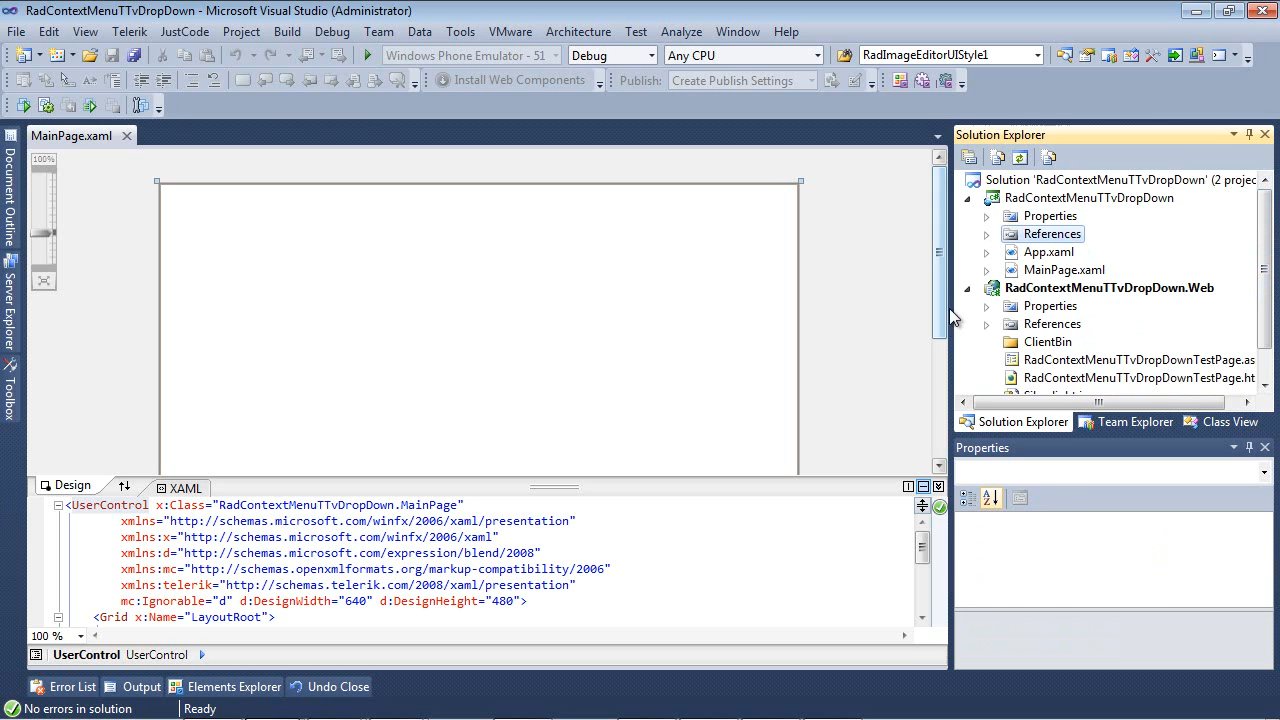 RadContextMenuTTvDropDown - Microsoft Visual Studio (Administrator)
File Edit View Telerik JustCode Project Build Debug Team Data Tools VMware Architecture Test Analyze Window Help
Windows Phone Emulator - 51 Debug Any CPU RadImageEditorUIStyle1
Install Web Components Publish: Create Publish Settings
MainPage.xaml
100%
Document Outline
Server Explorer
Toolbox
Design XAML
<UserControl x:Class="RadContextMenuTTvDropDown.MainPage"
xmlns="http://schemas.microsoft.com/winfx/2006/xaml/presentation"
xmlns:x="http://schemas.microsoft.com/winfx/2006/xaml"
xmlns:d="http://schemas.microsoft.com/expression/blend/2008"
xmlns:mc="http://schemas.openxmlformats.org/markup-compatibility/2006"
xmlns:telerik="http://schemas.telerik.com/2008/xaml/presentation"
mc:Ignorable="d" d:DesignWidth="640" d:DesignHeight="480">
<Grid x:Name="LayoutRoot">
100 %
UserControl UserControl
Solution Explorer
Solution 'RadContextMenuTTvDropDown' (2 projec
RadContextMenuTTvDropDown
Properties
References
App.xaml
MainPage.xaml
RadContextMenuTTvDropDown.Web
Properties
References
ClientBin
RadContextMenuTTvDropDownTestPage.as
RadContextMenuTTvDropDownTestPage.ht
Solution Explorer Team Explorer Class View
Properties
Error List Output Elements Explorer Undo Close
No errors in solution Ready